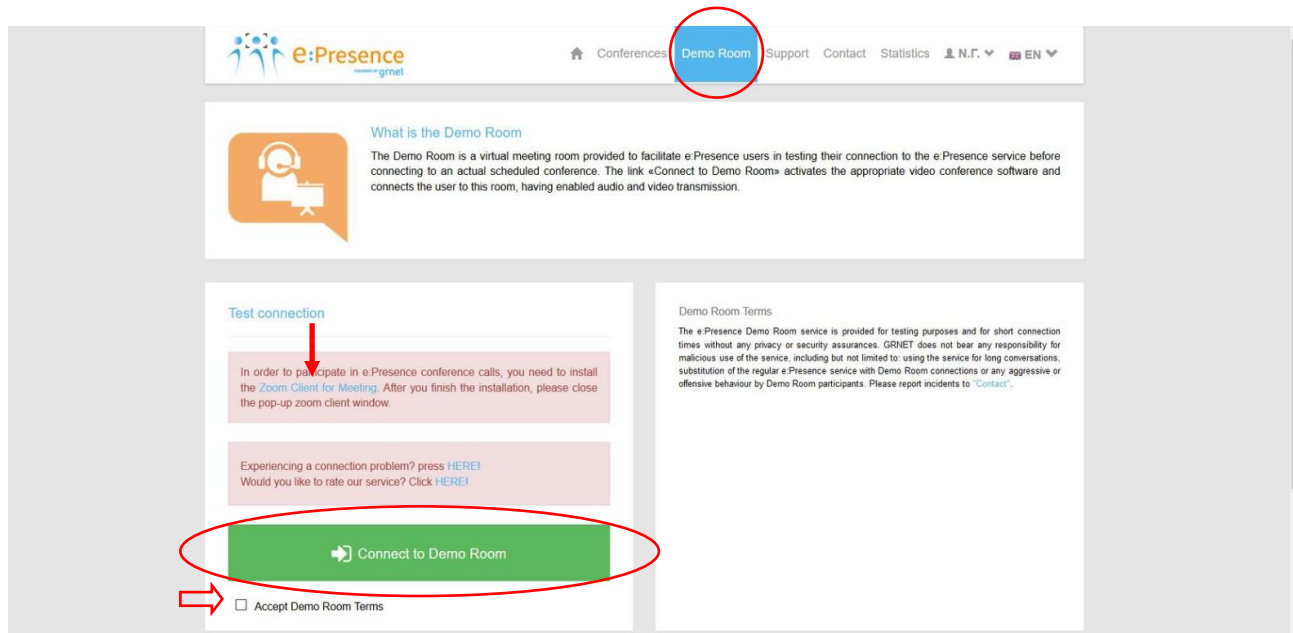 e:Presence
POWERED BY grnet
Conferences Demo Room Support Contact Statistics Ν.Γ. EN
What is the Demo Room
The Demo Room is a virtual meeting room provided to facilitate e:Presence users in testing their connection to the e:Presence service before
connecting to an actual scheduled conference. The link «Connect to Demo Room» activates the appropriate video conference software and
connects the user to this room, having enabled audio and video transmission.
Test connection
In order to participate in e:Presence conference calls, you need to install
the Zoom Client for Meeting. After you finish the installation, please close
the pop-up zoom client window.
Experiencing a connection problem? press HERE!
Would you like to rate our service? Click HERE!
Connect to Demo Room
Accept Demo Room Terms
Demo Room Terms
The e:Presence Demo Room service is provided for testing purposes and for short connection
times without any privacy or security assurances. GRNET does not bear any responsibility for
malicious use of the service, including but not limited to: using the service for long conversations,
substitution of the regular e:Presence service with Demo Room connections or any aggressive or
offensive behaviour by Demo Room participants. Please report incidents to "Contact".